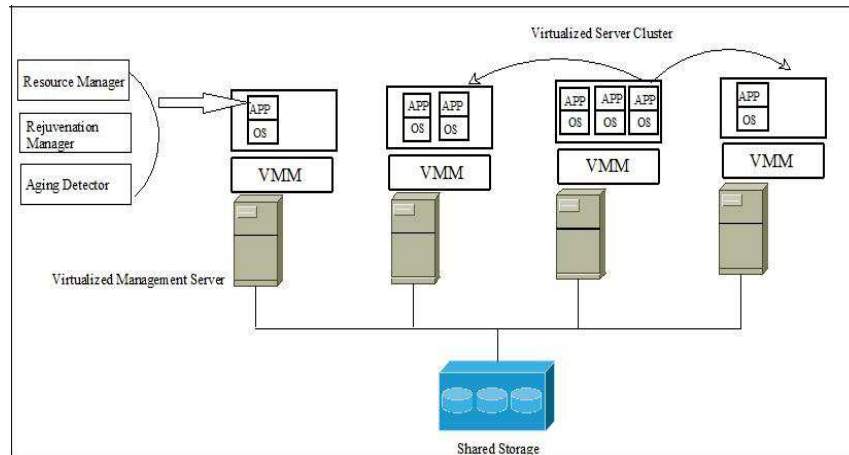 Virtualized Server Cluster
Resource Manager
Rejuvenation
Manager
Aging Detector
APP
OS
VMM
APP APP
OS OS
VMM
APP APP APP
OS OS OS
VMM
APP
OS
VMM
Virtualized Management Server
Shared Storage